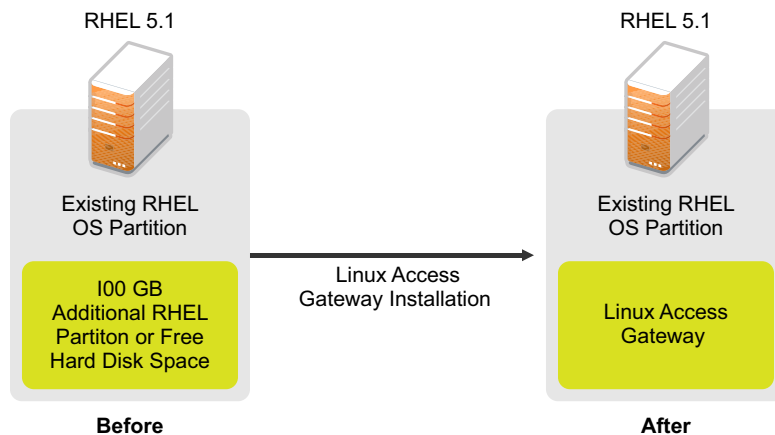 RHEL 5.1
Existing RHEL
OS Partition
I00 GB
Additional RHEL
Partiton or Free
Hard Disk Space
Before
Linux Access
Gateway Installation
RHEL 5.1
Existing RHEL
OS Partition
Linux Access
Gateway
After